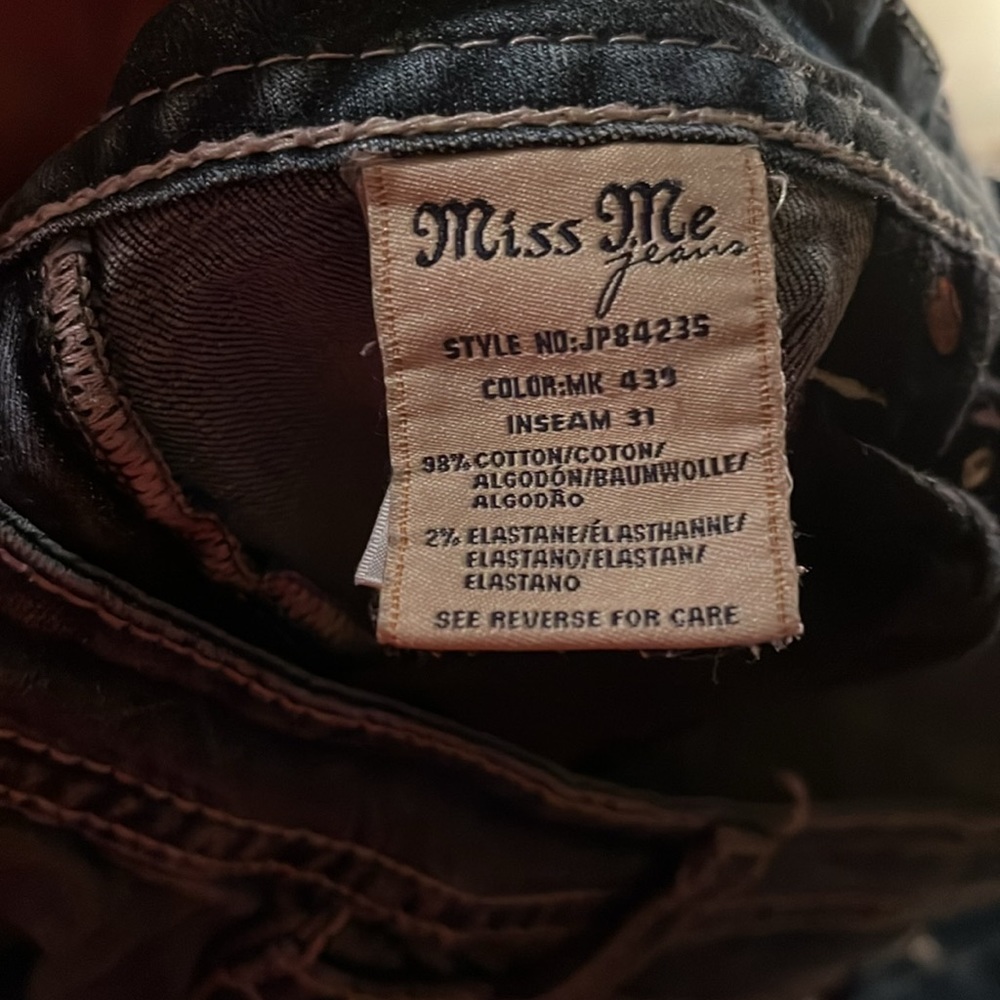 Miss Me
jeans
STYLE NO:JP84235
COLOR:MK 439
INSEAM 31
98% COTTON/COTON/
ALGODÓN/BAUMWOLLE/
ALGODÃO
2% ELASTANE/ÉLASTHANNE/
ELASTANO/ELASTAN/
ELASTANO
SEE REVERSE FOR CARE